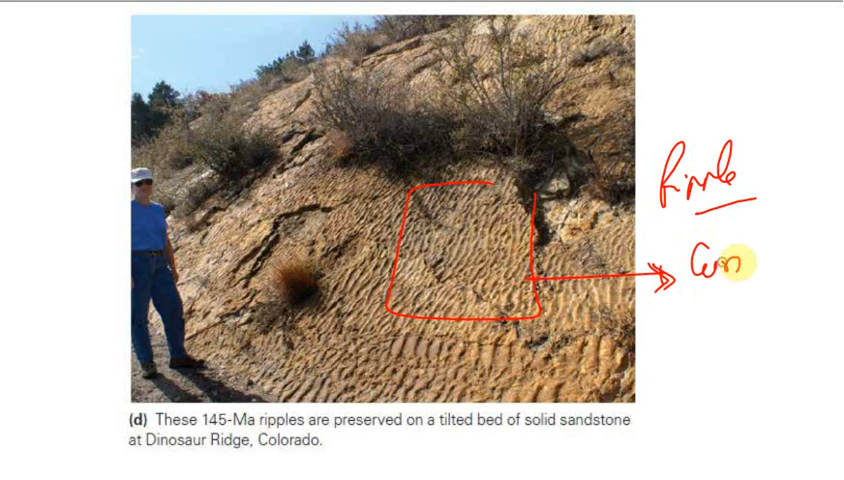 Ripple
(d) These 145-Ma ripples are preserved on a tilted bed of solid sandstone
at Dinosaur Ridge, Colorado.